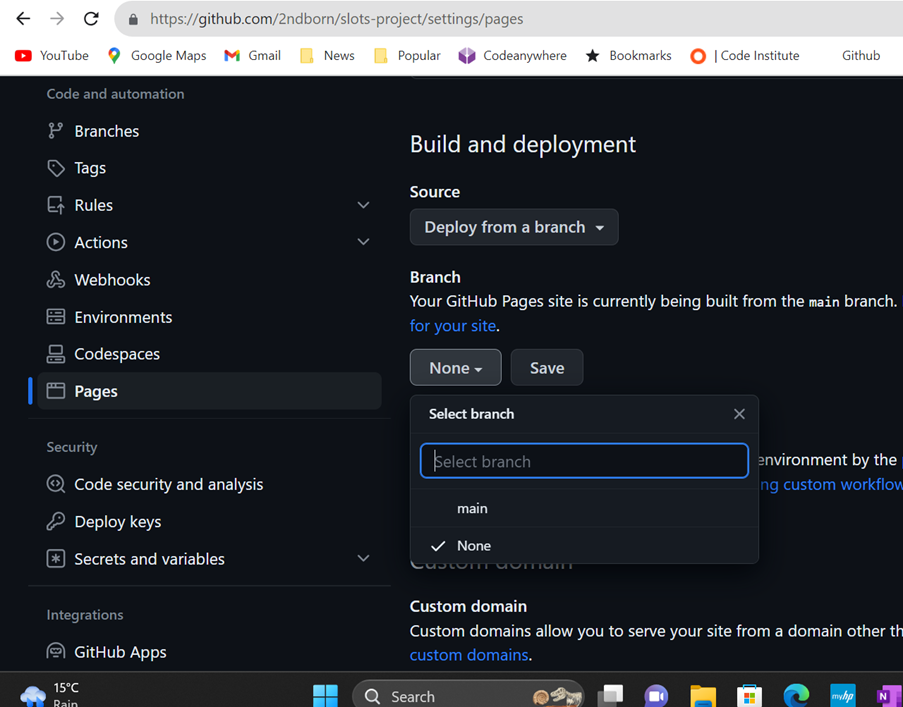 https://github.com/2ndborn/slots-project/settings/pages
YouTube
Google Maps
Gmail
News
Popular
Codeanywhere
Bookmarks
| Code Institute
Github
Code and automation
Branches
Tags
Rules
Actions
Webhooks
Environments
Codespaces
Pages
Security
Code security and analysis
Deploy keys
Secrets and variables
Integrations
GitHub Apps
Build and deployment
Source
Deploy from a branch
Branch
Your GitHub Pages site is currently being built from the main branch.
for your site.
None
Save
Select branch
Select branch
main
None
environment by the
ng custom workflow
Custom domain
Custom domain
Custom domains allow you to serve your site from a domain other th
custom domains.
15°C
Rain
Search
myhp
N